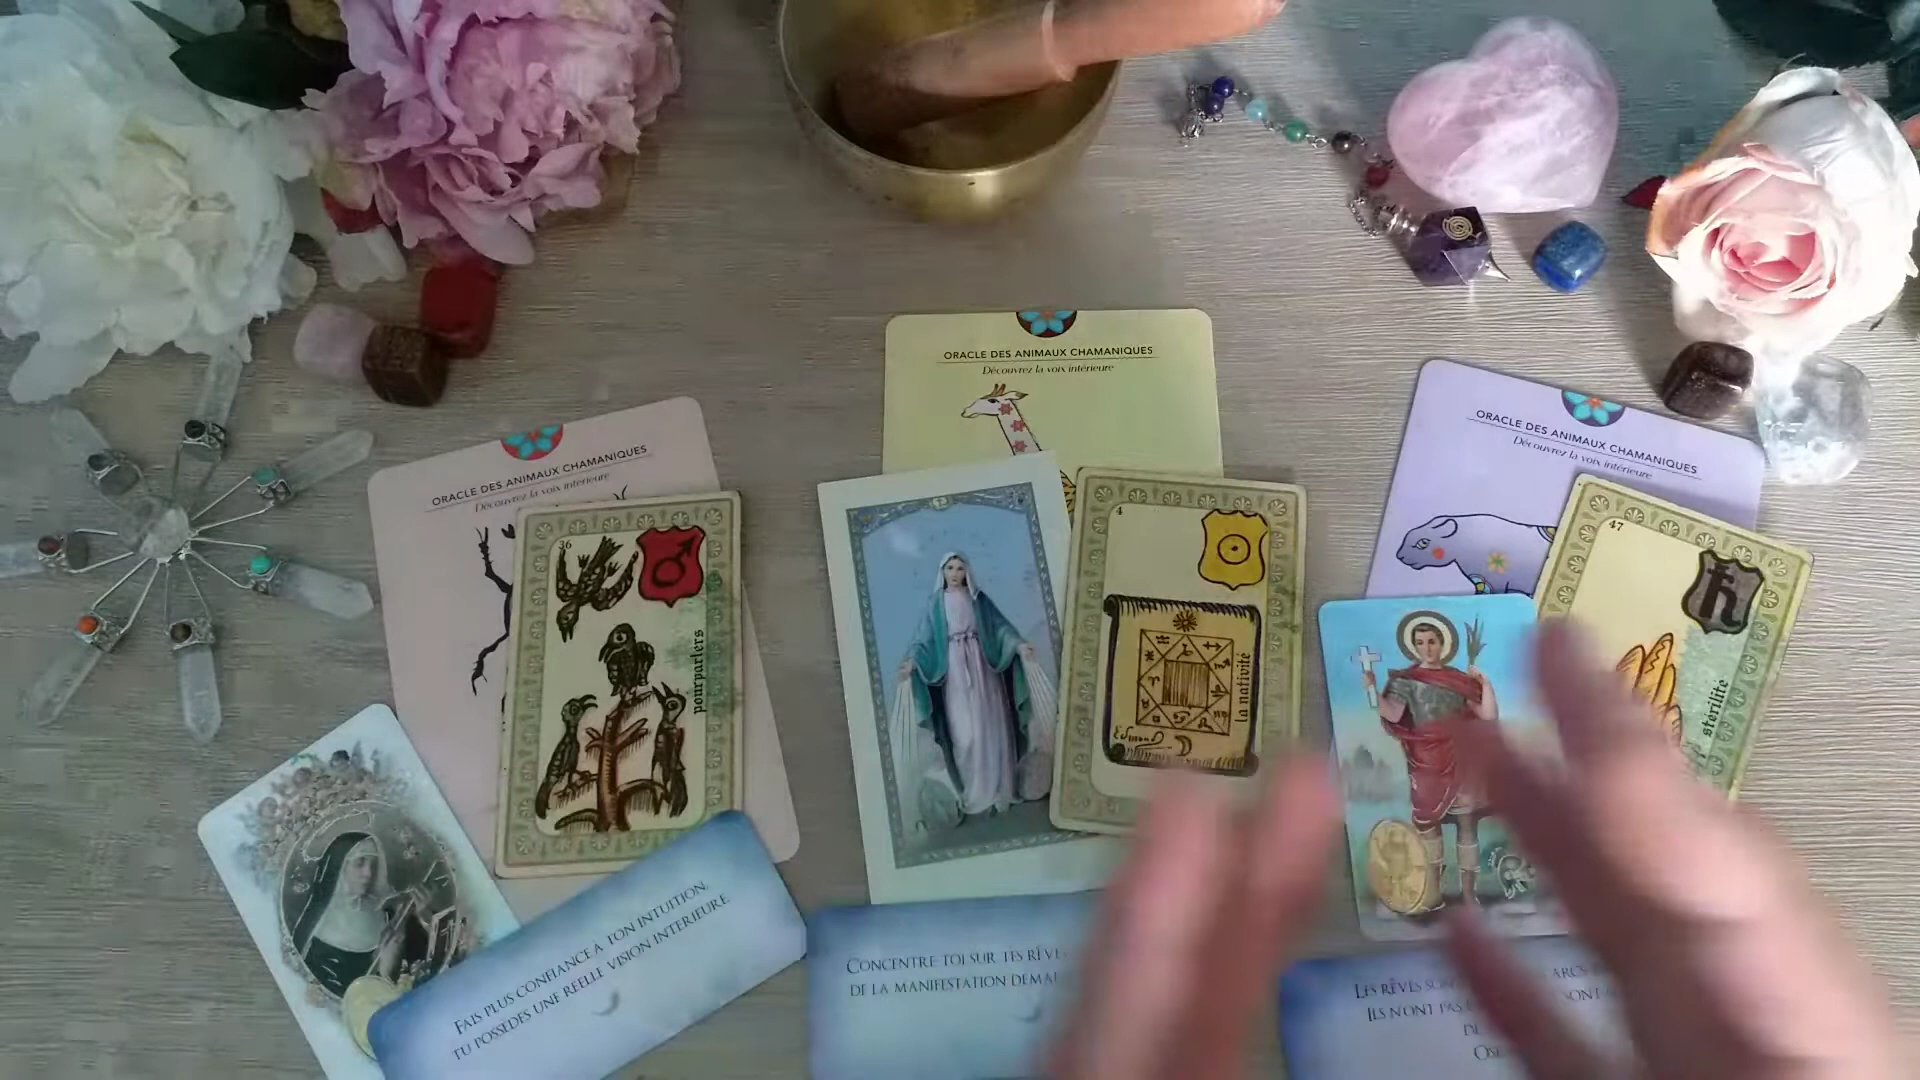 ORACLE DES ANIMAUX CHAMANIQUES
Découvrez la voix intérieure
36
pourparlers
FAIS PLUS CONFIANCE À TON INTUITION,
TU POSSÈDES UNE RÉELLE VISION INTERIEURE
ORACLE DES ANIMAUX CHAMANIQUES
Découvrez la voix intérieure
4
la nativité
Edmond
CONCENTRE-TOI SUR TES
DE LA MANIFESTATION
ORACLE DES ANIMAUX CHAMANIQUES
Découvrez la voix intérieure
47
stérilité
LES RÊVES
ILS N'ONT PAS